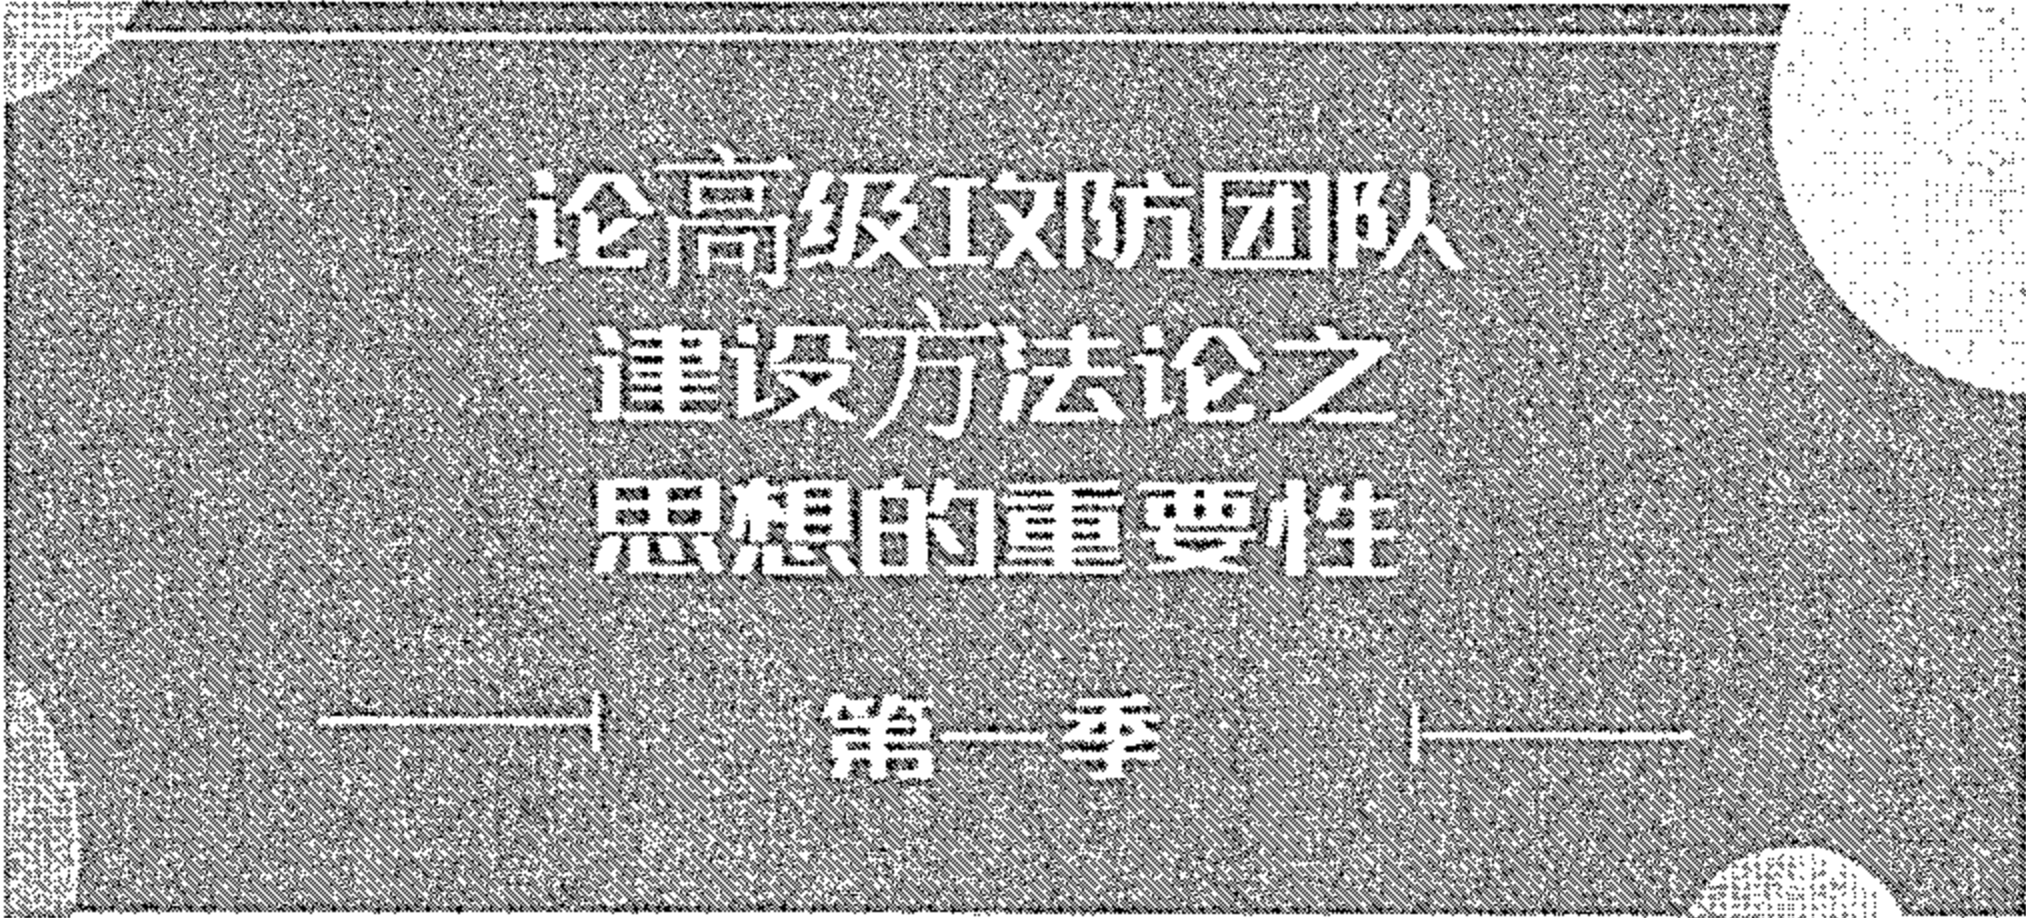 论高级攻防团队
建设方法论之
思想的重要性
第一季